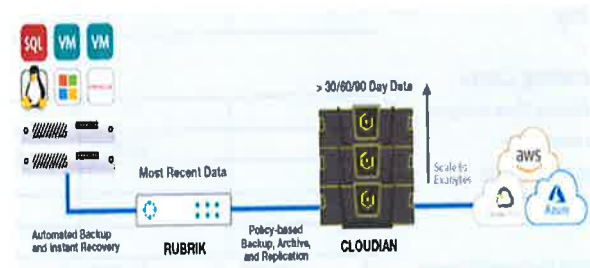 SQL
VM
VM
ORACLE
> 30/60/90 Day Data
Most Recent Data
Scale to
Exabytes
aws
Azure
Automated Backup
and Instant Recovery
RUBRIK
Policy-based
Backup, Archive,
and Replication
CLOUDIAN